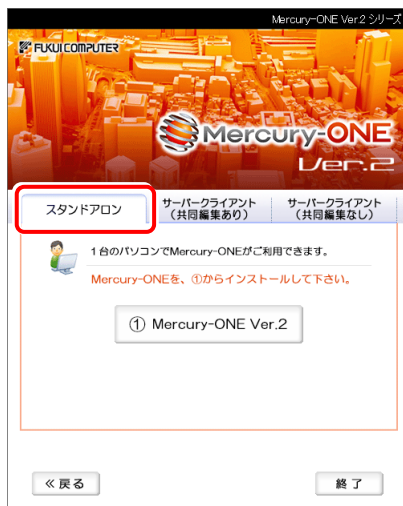 Mercury-ONE Ver.2 シリーズ
FUKUI COMPUTER
Mercury-ONE
Ver.2
スタンドアロン
サーバークライアント
（共同編集あり）
サーバークライアント
（共同編集なし）
1台のパソコンでMercury-ONEがご利用できます。
Mercury-ONEを、①からインストールして下さい。
① Mercury-ONE Ver.2
≪戻る
終了